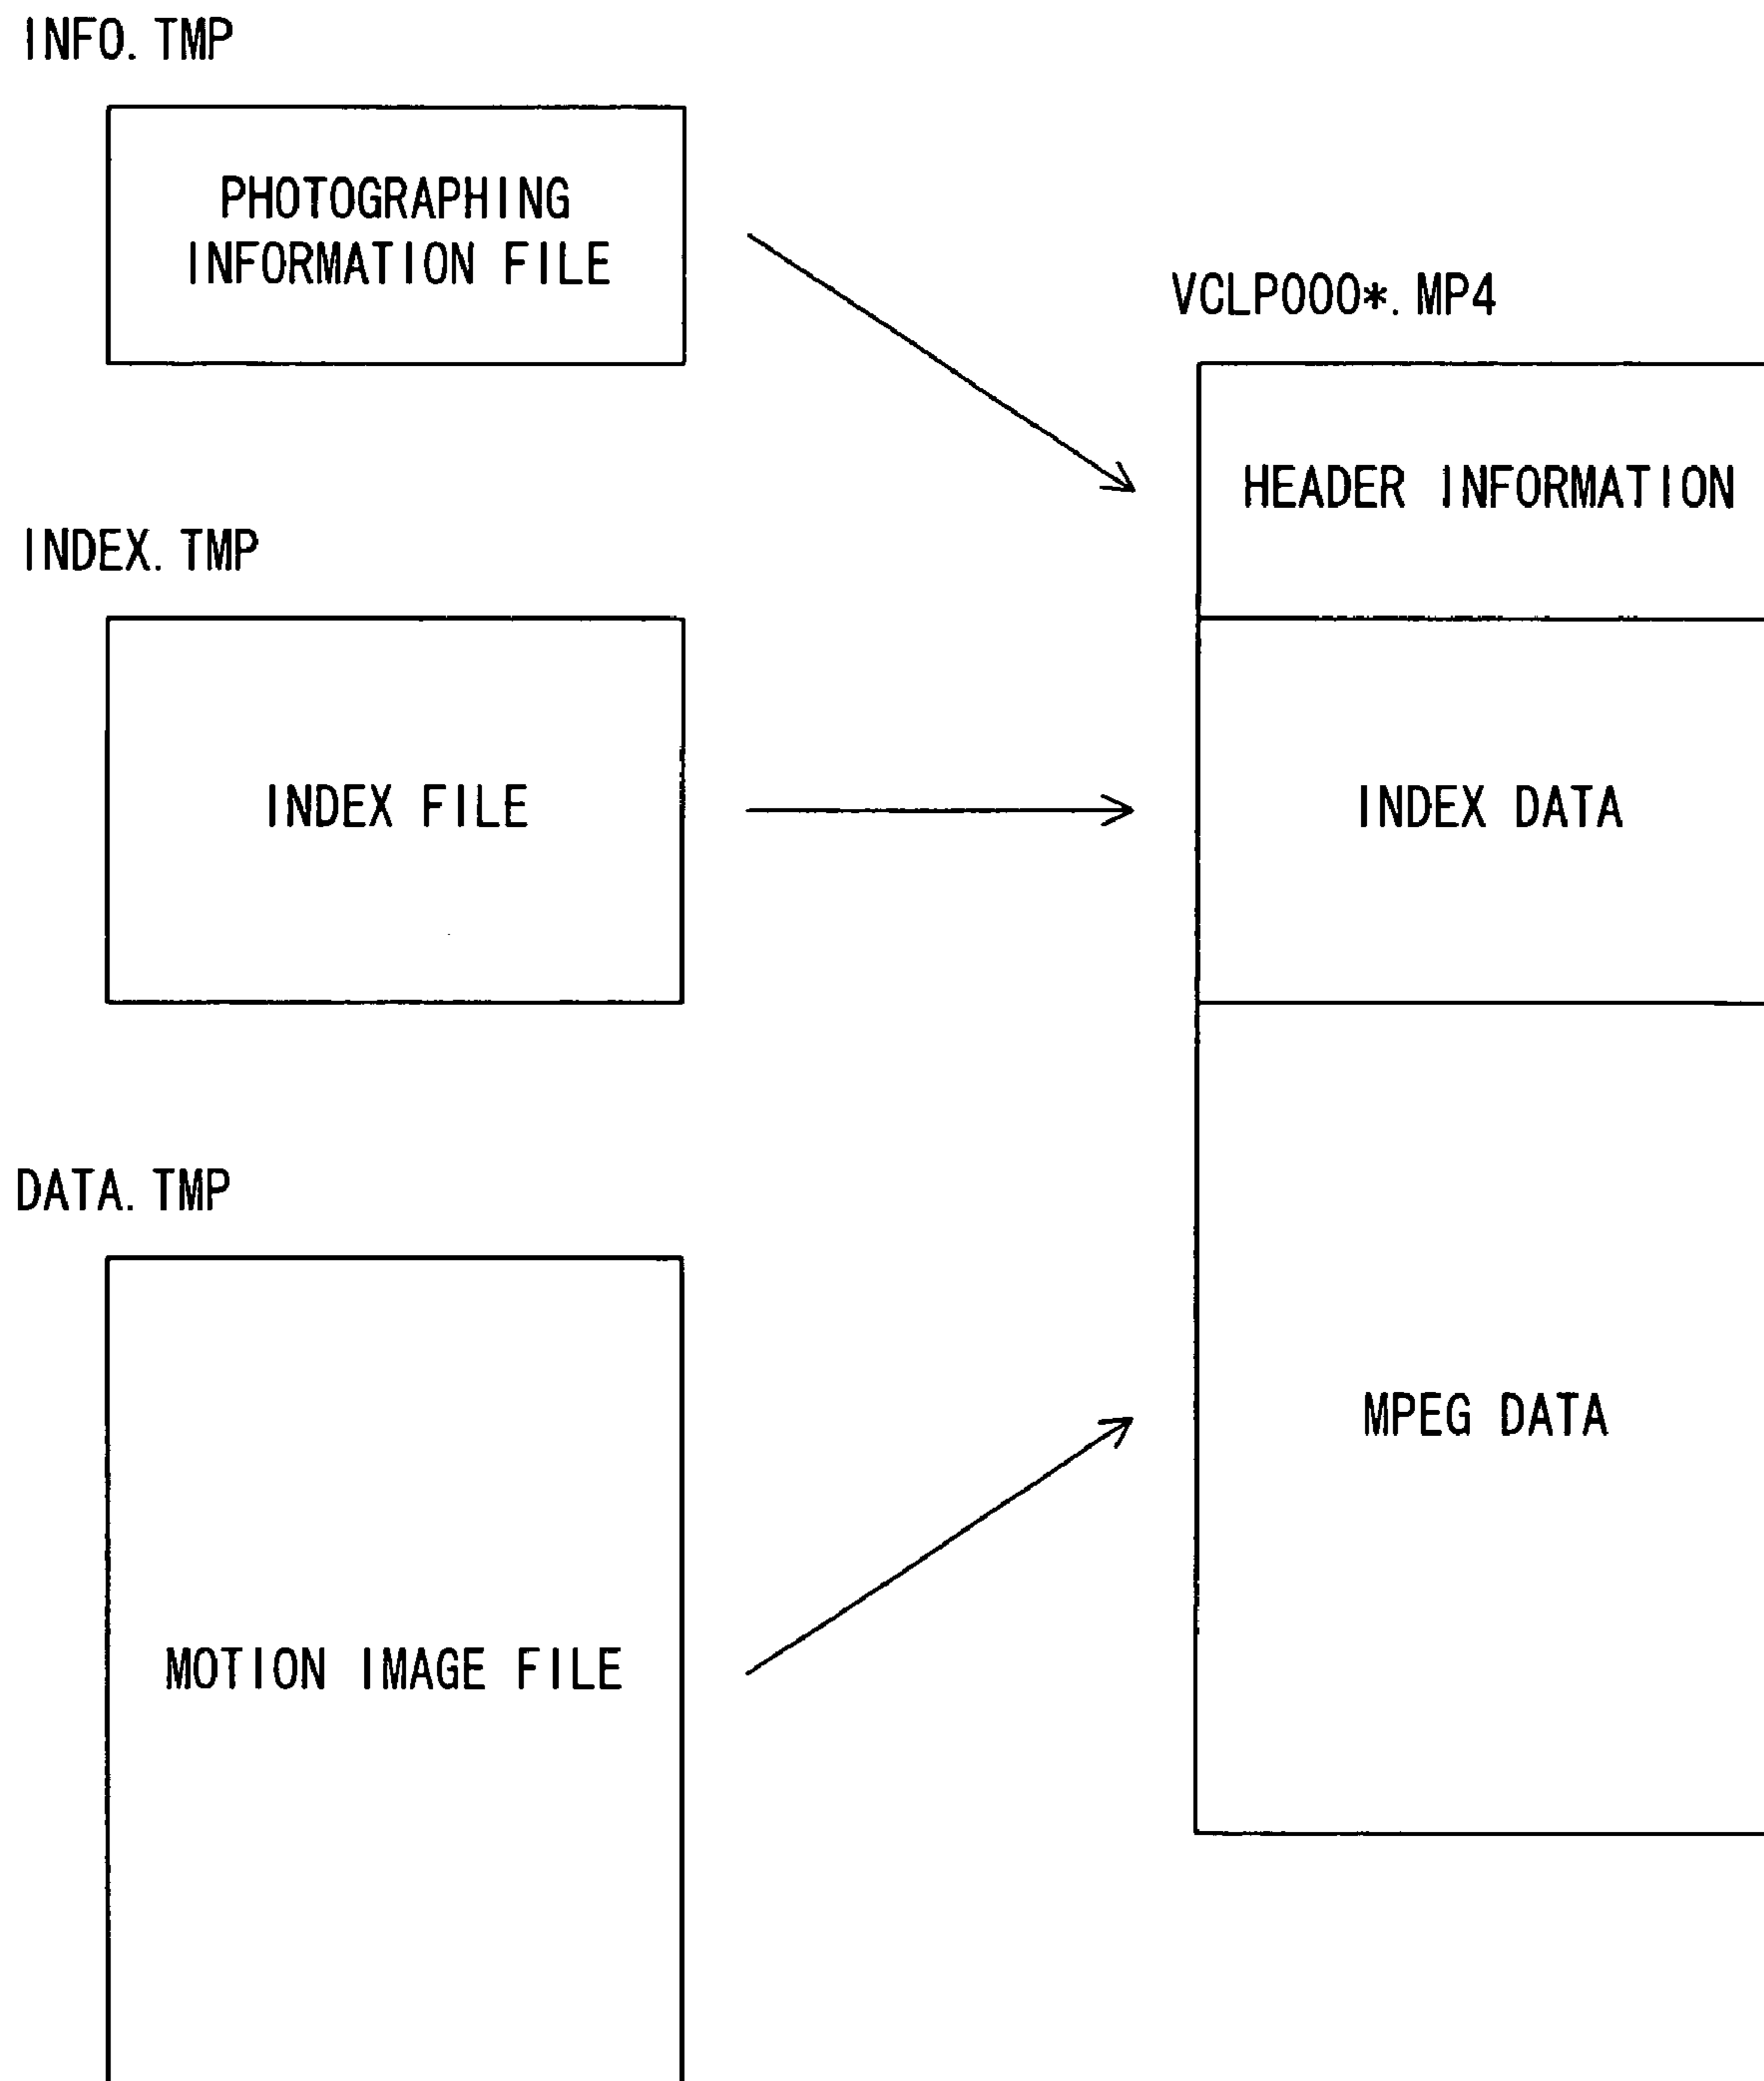 INFO. TMP
PHOTOGRAPHING
INFORMATION FILE
VCLP000*. MP4
HEADER INFORMATION
INDEX. TMP
INDEX FILE
INDEX DATA
DATA. TMP
MPEG DATA
MOTION IMAGE FILE